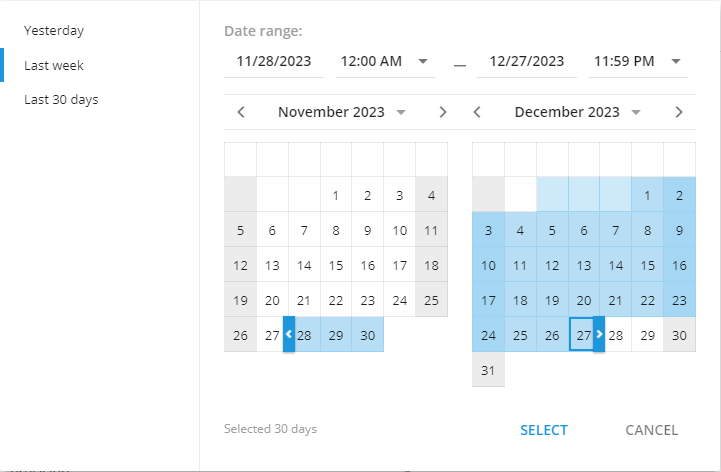 Yesterday
Last week
Last 30 days
Date range:
11/28/2023 12:00 AM — 12/27/2023 11:59 PM
November 2023
1 2 3 4
5 6 7 8 9 10 11
12 13 14 15 16 17 18
19 20 21 22 23 24 25
26 27 28 29 30
December 2023
1 2
3 4 5 6 7 8 9
10 11 12 13 14 15 16
17 18 19 20 21 22 23
24 25 26 27 28 29 30
31
Selected 30 days
SELECT CANCEL